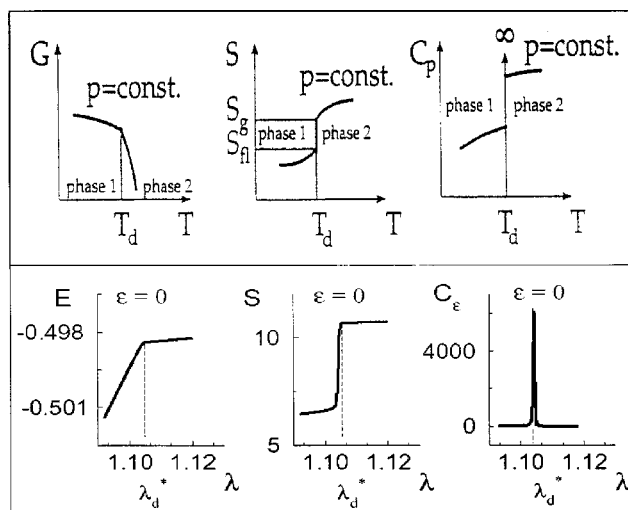 G
p=const.
phase 1
phase 2
T_d
T
S
p=const.
S_g
S_fl
phase 1
phase 2
T_d
T
C_p
∞
p=const.
phase 1
phase 2
T_d
T
E
ε = 0
-0.498
-0.501
1.10
1.12
λ_d*
λ
S
ε = 0
10
5
1.10
1.12
λ_d*
λ
C_ε
ε = 0
4000
0
1.10
1.12
λ_d*
λ